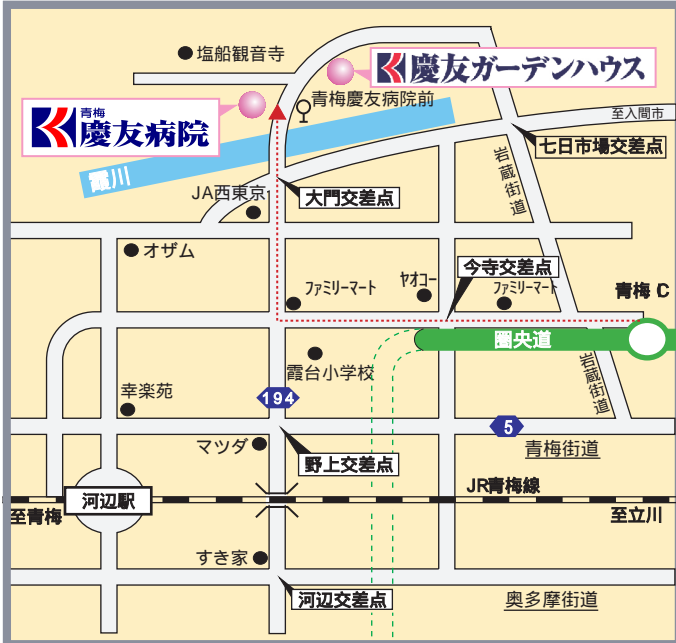 塩船観音寺
慶友ガーデンハウス
青梅慶友病院前
青梅
慶友病院
至入間市
七日市場交差点
岩蔵街道
霞川
JA西東京
大門交差点
オザム
今寺交差点
ファミリーマート
ヤオコー
ファミリーマート
青梅 C
圏央道
霞台小学校
岩蔵街道
幸楽苑
194
5
マツダ
野上交差点
青梅街道
河辺駅
JR青梅線
至青梅
至立川
すき家
河辺交差点
奥多摩街道